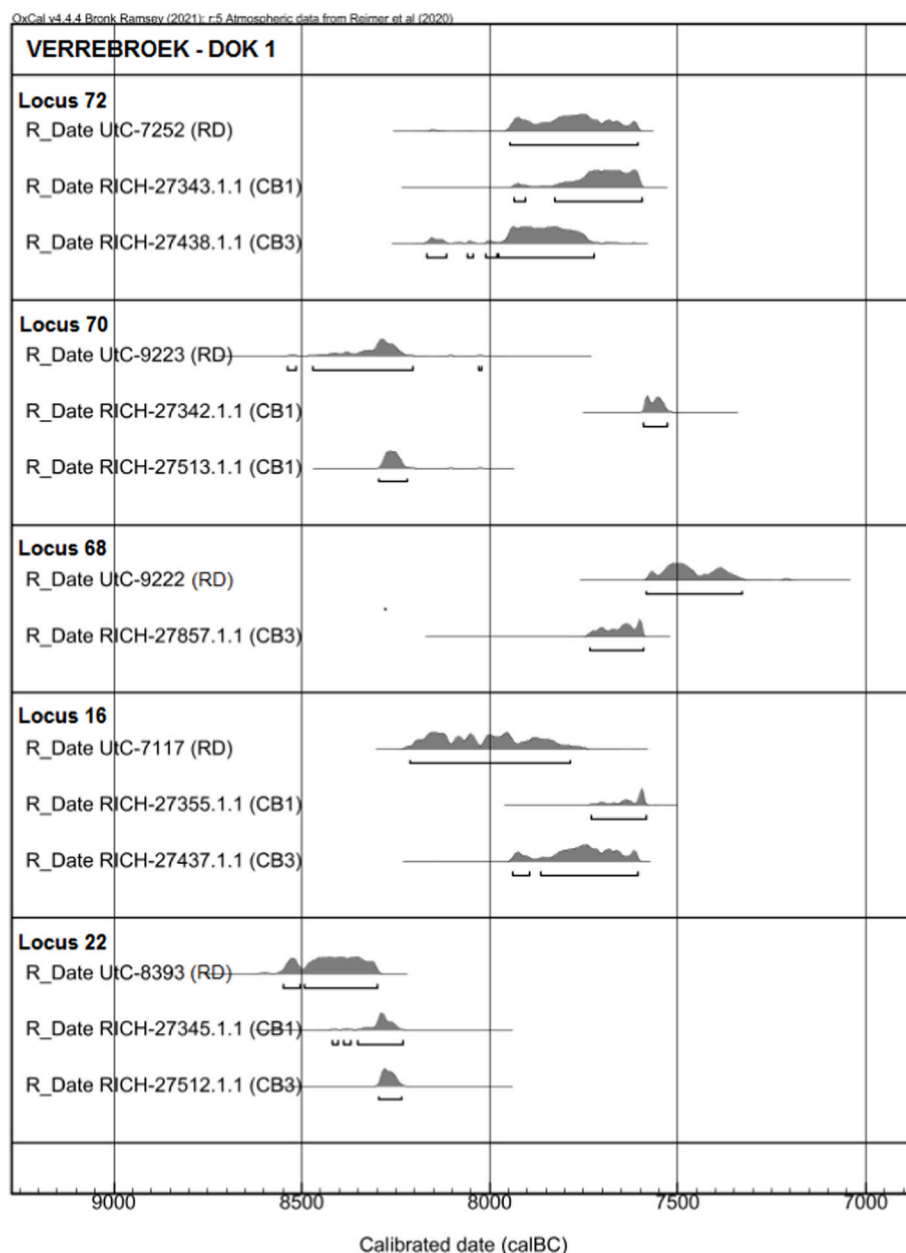 OxCal v4.4.4 Bronk Ramsey (2021); r:5 Atmospheric data from Reimer et al (2020)
VERREBROEK - DOK 1
Locus 72
R_Date UtC-7252 (RD)
R_Date RICH-27343.1.1 (CB1)
R_Date RICH-27438.1.1 (CB3)
Locus 70
R_Date UtC-9223 (RD)
R_Date RICH-27342.1.1 (CB1)
R_Date RICH-27513.1.1 (CB1)
Locus 68
R_Date UtC-9222 (RD)
R_Date RICH-27857.1.1 (CB3)
Locus 16
R_Date UtC-7117 (RD)
R_Date RICH-27355.1.1 (CB1)
R_Date RICH-27437.1.1 (CB3)
Locus 22
R_Date UtC-8393 (RD)
R_Date RICH-27345.1.1 (CB1)
R_Date RICH-27512.1.1 (CB3)
9000 8500 8000 7500 7000
Calibrated date (calBC)